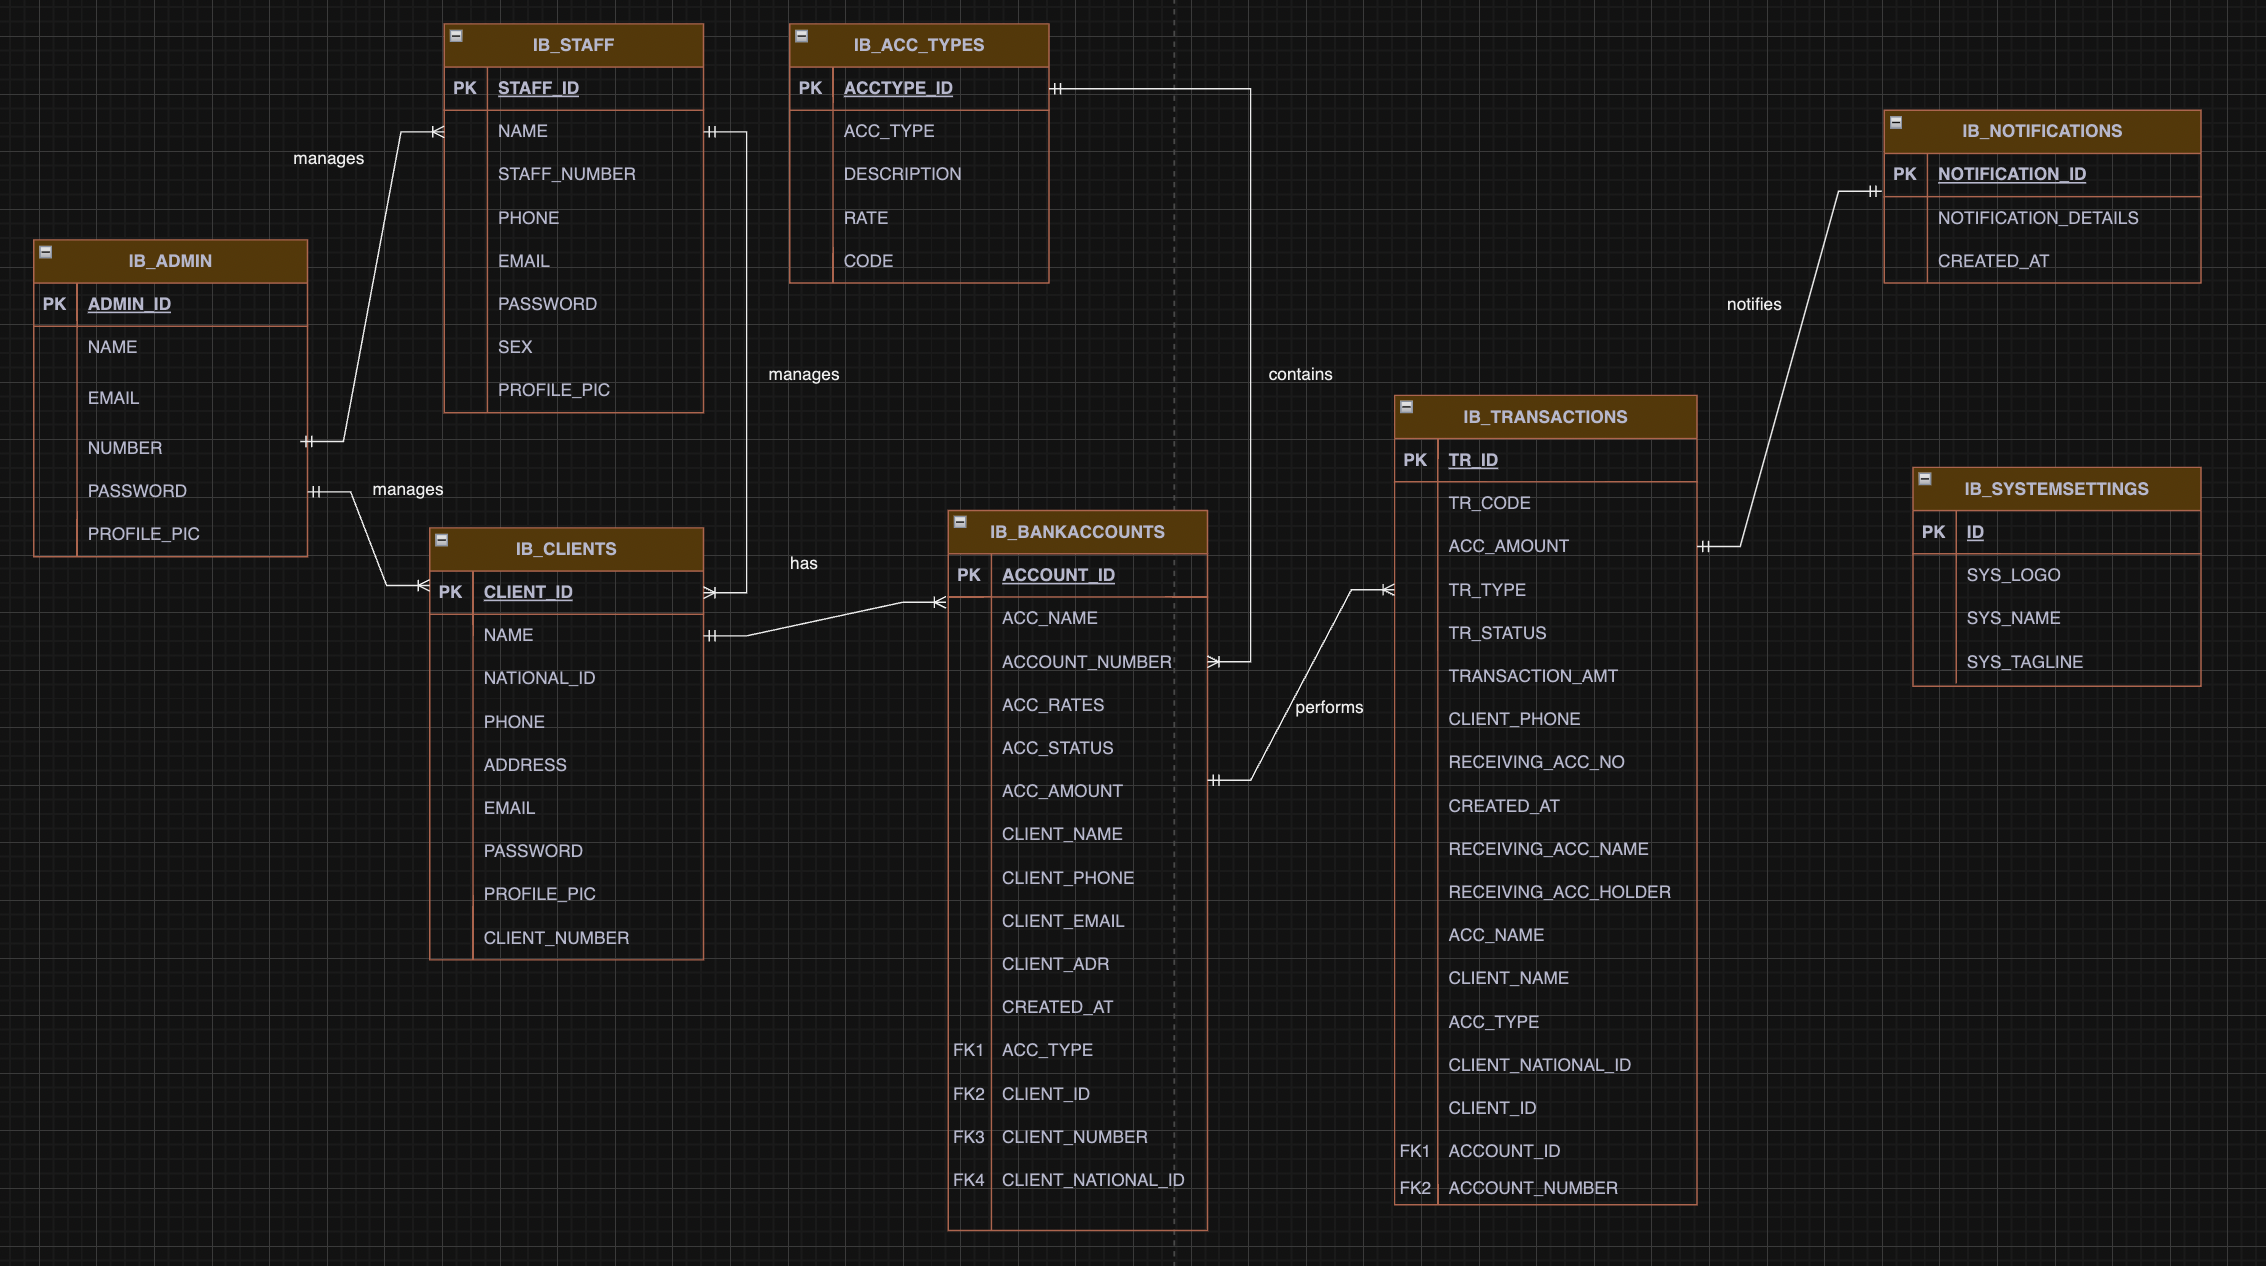 IB_STAFF
PK STAFF_ID
NAME
STAFF_NUMBER
PHONE
EMAIL
PASSWORD
SEX
PROFILE_PIC
IB_ACC_TYPES
PK ACCTYPE_ID
ACC_TYPE
DESCRIPTION
RATE
CODE
IB_NOTIFICATIONS
PK NOTIFICATION_ID
NOTIFICATION_DETAILS
CREATED_AT
manages
IB_ADMIN
PK ADMIN_ID
NAME
EMAIL
NUMBER
PASSWORD
PROFILE_PIC
manages
manages
contains
notifies
IB_CLIENTS
PK CLIENT_ID
NAME
NATIONAL_ID
PHONE
ADDRESS
EMAIL
PASSWORD
PROFILE_PIC
CLIENT_NUMBER
has
IB_BANKACCOUNTS
PK ACCOUNT_ID
ACC_NAME
ACCOUNT_NUMBER
ACC_RATES
ACC_STATUS
ACC_AMOUNT
CLIENT_NAME
CLIENT_PHONE
CLIENT_EMAIL
CLIENT_ADR
CREATED_AT
FK1 ACC_TYPE
FK2 CLIENT_ID
FK3 CLIENT_NUMBER
FK4 CLIENT_NATIONAL_ID
performs
IB_TRANSACTIONS
PK TR_ID
TR_CODE
ACC_AMOUNT
TR_TYPE
TR_STATUS
TRANSACTION_AMT
CLIENT_PHONE
RECEIVING_ACC_NO
CREATED_AT
RECEIVING_ACC_NAME
RECEIVING_ACC_HOLDER
ACC_NAME
CLIENT_NAME
ACC_TYPE
CLIENT_NATIONAL_ID
CLIENT_ID
FK1 ACCOUNT_ID
FK2 ACCOUNT_NUMBER
IB_SYSTEMSETTINGS
PK ID
SYS_LOGO
SYS_NAME
SYS_TAGLINE